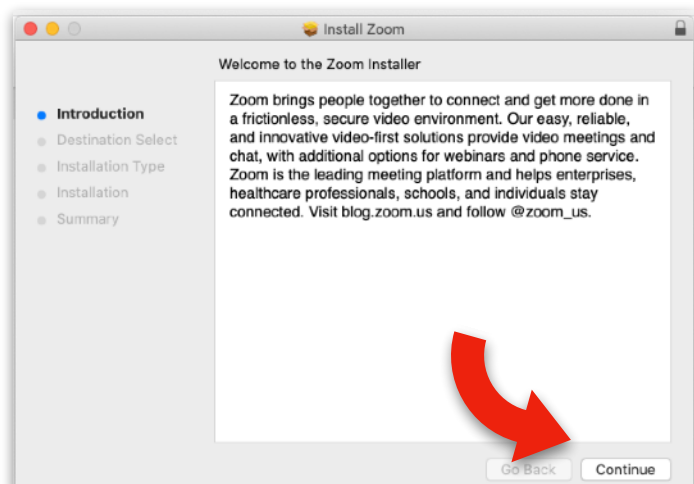 Install Zoom
Welcome to the Zoom Installer
Introduction
Destination Select
Installation Type
Installation
Summary
Zoom brings people together to connect and get more done in
a frictionless, secure video environment. Our easy, reliable,
and innovative video-first solutions provide video meetings and
chat, with additional options for webinars and phone service.
Zoom is the leading meeting platform and helps enterprises,
healthcare professionals, schools, and individuals stay
connected. Visit blog.zoom.us and follow @zoom_us.
Go Back
Continue